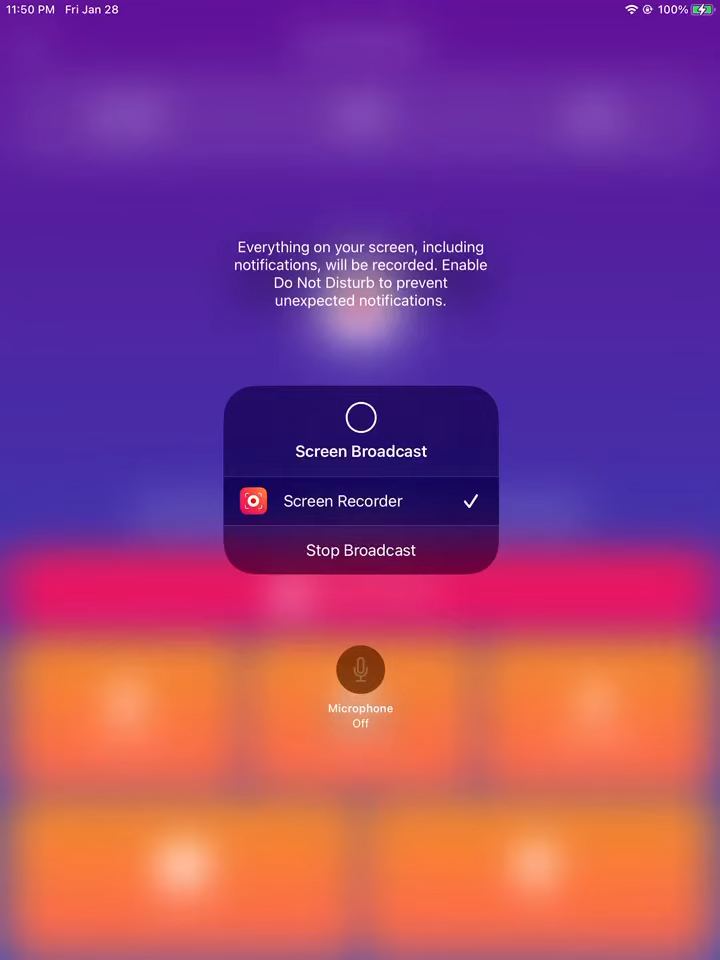 11:50 PM Fri Jan 28 100%
Everything on your screen, including
notifications, will be recorded. Enable
Do Not Disturb to prevent
unexpected notifications.
Screen Broadcast
Screen Recorder
Stop Broadcast
Microphone
Off